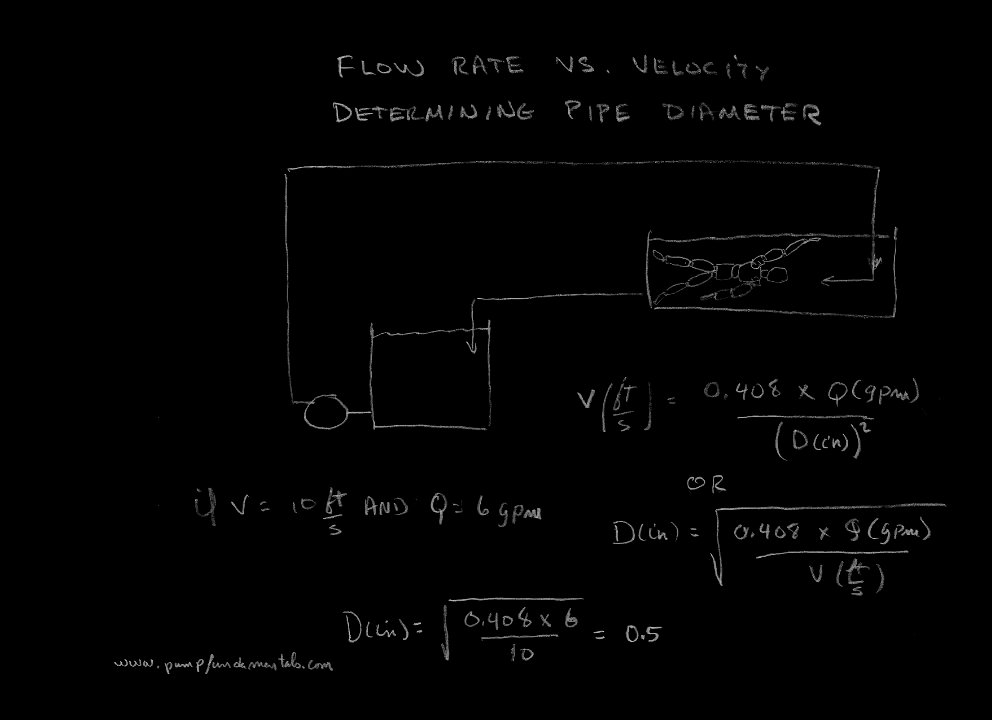 FLOW RATE VS. VELOCITY
DETERMINING PIPE DIAMETER
V(ft/s) = 0.408 x Q(gpm) / (D(in))²
OR
if V = 10 ft/s AND Q = 6 gpm
D(in) = √(0.408 x Q(gpm) / V(ft/s))
D(in) = √(0.408 x 6 / 10) = 0.5
www.pumpfundamentals.com